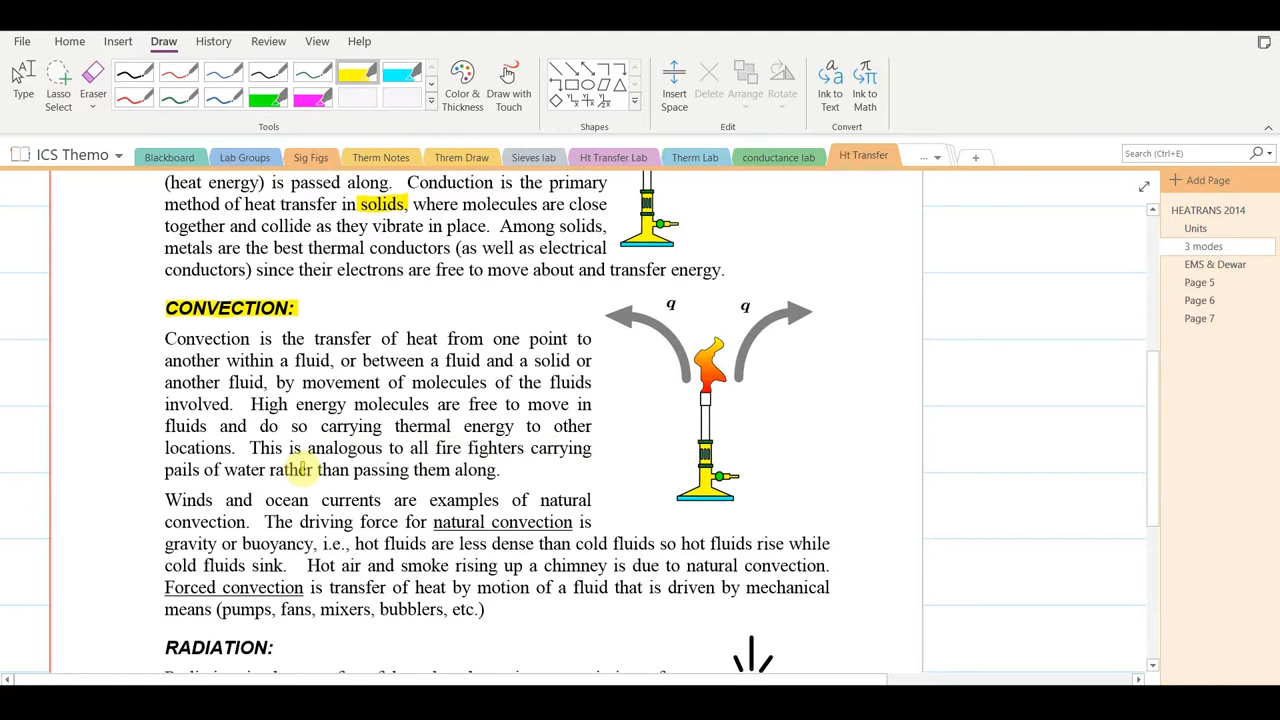 File Home Insert Draw History Review View Help
Type
Lasso Select
Eraser
Color & Thickness
Draw with Touch
Insert Space
Delete
Arrange
Rotate
Ink to Text
Ink to Math
Tools
Shapes
Edit
Convert
ICS Themo
Blackboard
Lab Groups
Sig Figs
Therm Notes
Threm Draw
Sieves lab
Ht Transfer Lab
Therm Lab
conductance lab
Ht Transfer
...
Search (Ctrl+E)
Add Page
HEATRANS 2014
Units
3 modes
EMS & Dewar
Page 5
Page 6
Page 7
(heat energy) is passed along. Conduction is the primary
method of heat transfer in solids, where molecules are close
together and collide as they vibrate in place. Among solids,
metals are the best thermal conductors (as well as electrical
conductors) since their electrons are free to move about and transfer energy.
CONVECTION:
q q
Convection is the transfer of heat from one point to
another within a fluid, or between a fluid and a solid or
another fluid, by movement of molecules of the fluids
involved. High energy molecules are free to move in
fluids and do so carrying thermal energy to other
locations. This is analogous to all fire fighters carrying
pails of water rather than passing them along.
Winds and ocean currents are examples of natural
convection. The driving force for natural convection is
gravity or buoyancy, i.e., hot fluids are less dense than cold fluids so hot fluids rise while
cold fluids sink. Hot air and smoke rising up a chimney is due to natural convection.
Forced convection is transfer of heat by motion of a fluid that is driven by mechanical
means (pumps, fans, mixers, bubblers, etc.)
RADIATION: